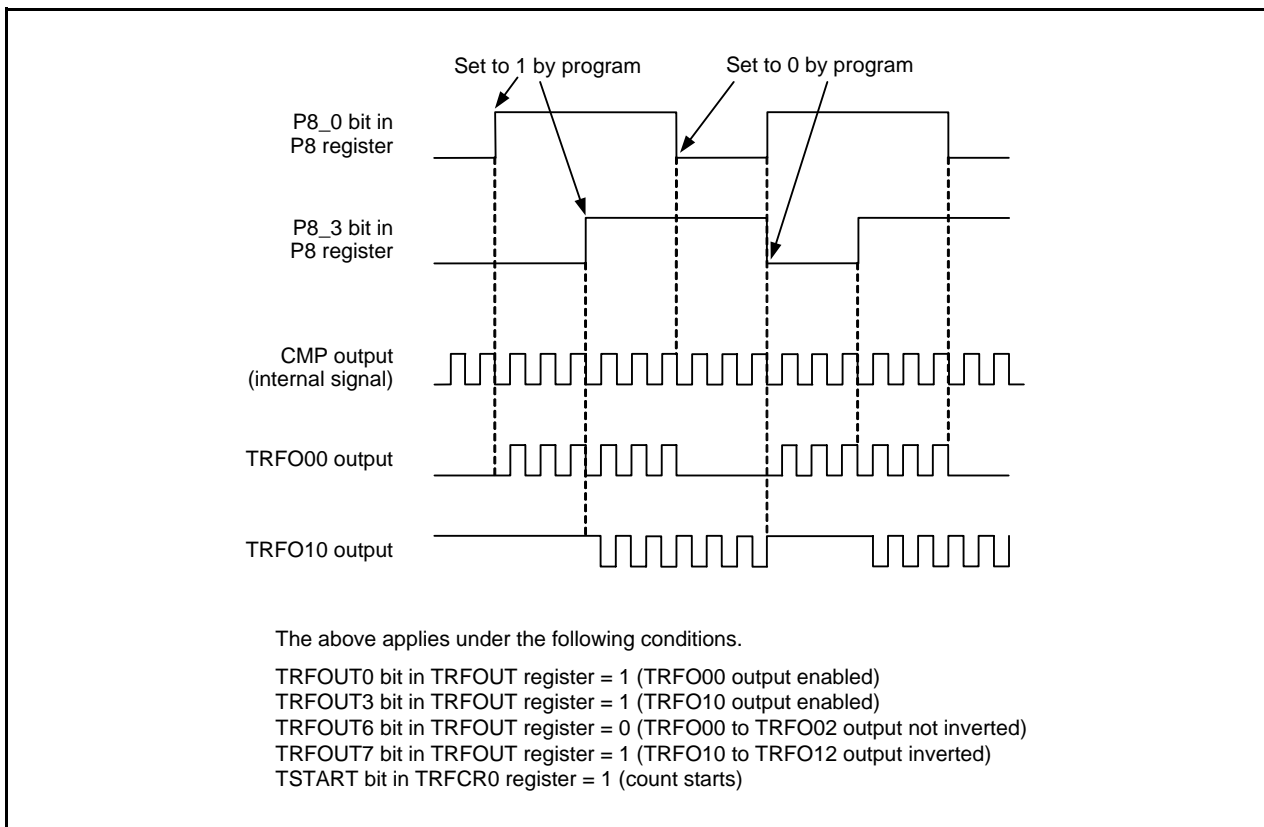 Set to 1 by program
Set to 0 by program
P8_0 bit in
P8 register
P8_3 bit in
P8 register
CMP output
(internal signal)
TRFO00 output
TRFO10 output
The above applies under the following conditions.
TRFOUT0 bit in TRFOUT register = 1 (TRFO00 output enabled)
TRFOUT3 bit in TRFOUT register = 1 (TRFO10 output enabled)
TRFOUT6 bit in TRFOUT register = 0 (TRFO00 to TRFO02 output not inverted)
TRFOUT7 bit in TRFOUT register = 1 (TRFO10 to TRFO12 output inverted)
TSTART bit in TRFCR0 register = 1 (count starts)